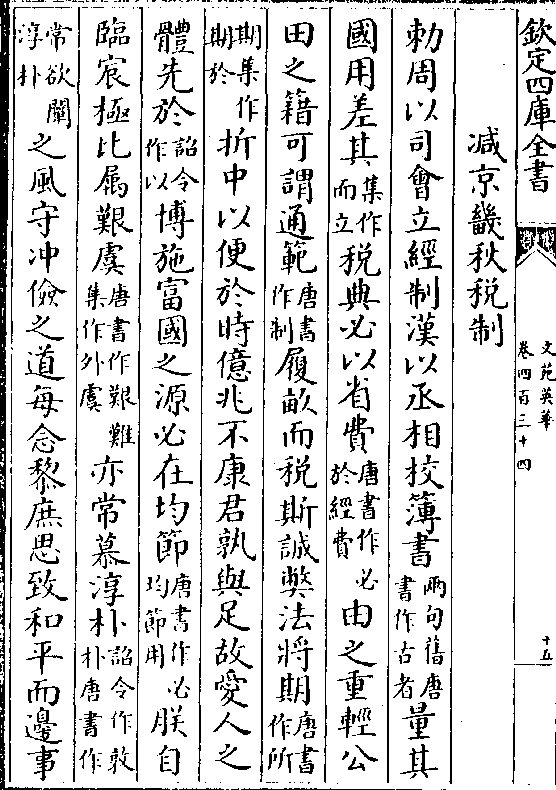 欽定四庫全書
文苑英華
卷四百三十四
十五
減京畿秋税制
勅周以司會立經制漢以丞相挍簿書兩句舊唐書作古者量其
國用差其集作而立税典必以省費唐書作必於經費由之重輕公
田之籍可謂通範唐書作制履畝而税斯誠弊法將期唐書作所
期集作期於折中以便於時億兆不康君孰與足故愛人之
體先於詔令作以博施富國之源必在均節唐書作必均節用朕自
臨宸極比屬艱虞唐書作艱難集作外虞亦常慕淳朴詔令作敦朴唐書作
常欲闡淳朴之風守冲儉之道每念黎庶思致和平而邊事